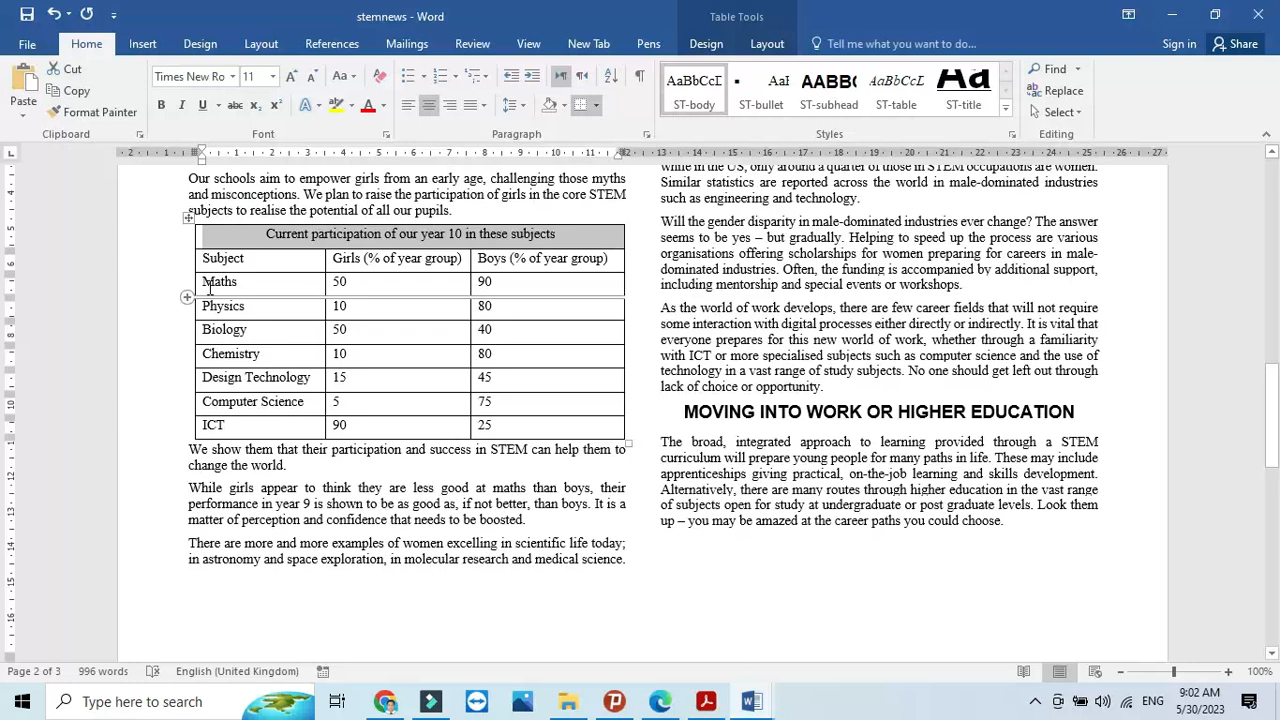 stemnews - Word
Table Tools
File Home Insert Design Layout References Mailings Review View Developer New Tab Pens Design Layout Tell me what you want to do... Sign in Share
Cut
Copy
Paste
Format Painter
Clipboard
Times New Ro 11
Font
Paragraph
AaBbCcD AaB AABBC AaBbCcD Aa
ST-body ST-bullet ST-subhead ST-table ST-title
Styles
Find
Replace
Select
Editing
Our schools aim to empower girls from an early age, challenging those myths
and misconceptions. We plan to raise the participation of girls in the core STEM
subjects to realise the potential of all our pupils.
Current participation of our year 10 in these subjects
Subject Girls (% of year group) Boys (% of year group)
Maths 50 90
Physics 10 80
Biology 50 40
Chemistry 10 80
Design Technology 15 45
Computer Science 5 75
ICT 90 25
We show them that their participation and success in STEM can help them to
change the world.
While girls appear to think they are less good at maths than boys, their
performance in year 9 is shown to be as good as, if not better, than boys. It is a
matter of perception and confidence that needs to be boosted.
There are more and more examples of women excelling in scientific life today;
in astronomy and space exploration, in molecular research and medical science.
while in the US, only around a quarter of those in STEM occupations are women.
Similar statistics are reported across the world in male-dominated industries
such as engineering and technology.
Will the gender disparity in male-dominated industries ever change? The answer
seems to be yes – but gradually. Helping to speed up the process are various
organisations offering scholarships for women preparing for careers in male-
dominated industries. Often, the funding is accompanied by additional support,
including mentorship and special events or workshops.
As the world of work develops, there are few career fields that will not require
some interaction with digital processes either directly or indirectly. It is vital that
everyone prepares for this new world of work, whether through a familiarity
with ICT or more specialised subjects such as computer science and the use of
technology in a vast range of study subjects. No one should get left out through
lack of choice or opportunity.
MOVING INTO WORK OR HIGHER EDUCATION
The broad, integrated approach to learning provided through a STEM
curriculum will prepare young people for many paths in life. These may include
apprenticeships giving practical, on-the-job learning and skills development.
Alternatively, there are many routes through higher education in the vast range
of subjects open for study at undergraduate or post graduate levels. Look them
up – you may be amazed at the career paths you could choose.
Page 2 of 3 996 words English (United Kingdom) 100%
Type here to search
ENG
9:02 AM
5/30/2023